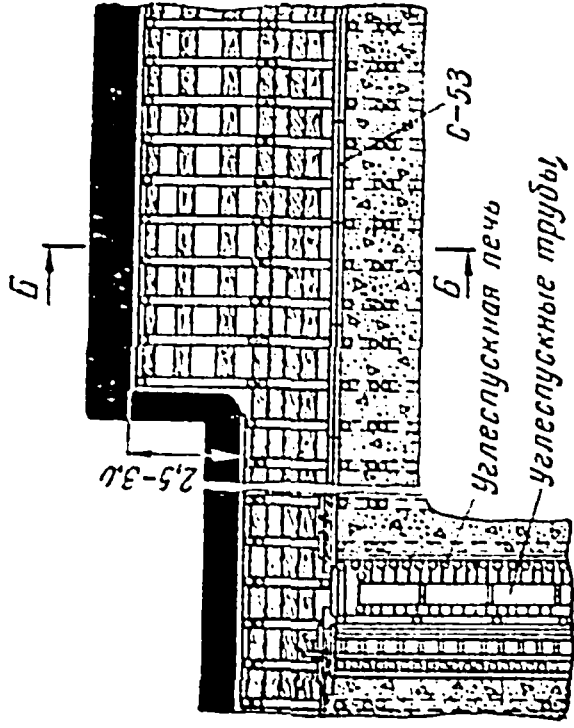 С-53
б
б
Углеспускная печь
Углеспускные трубы
2,5-3.0